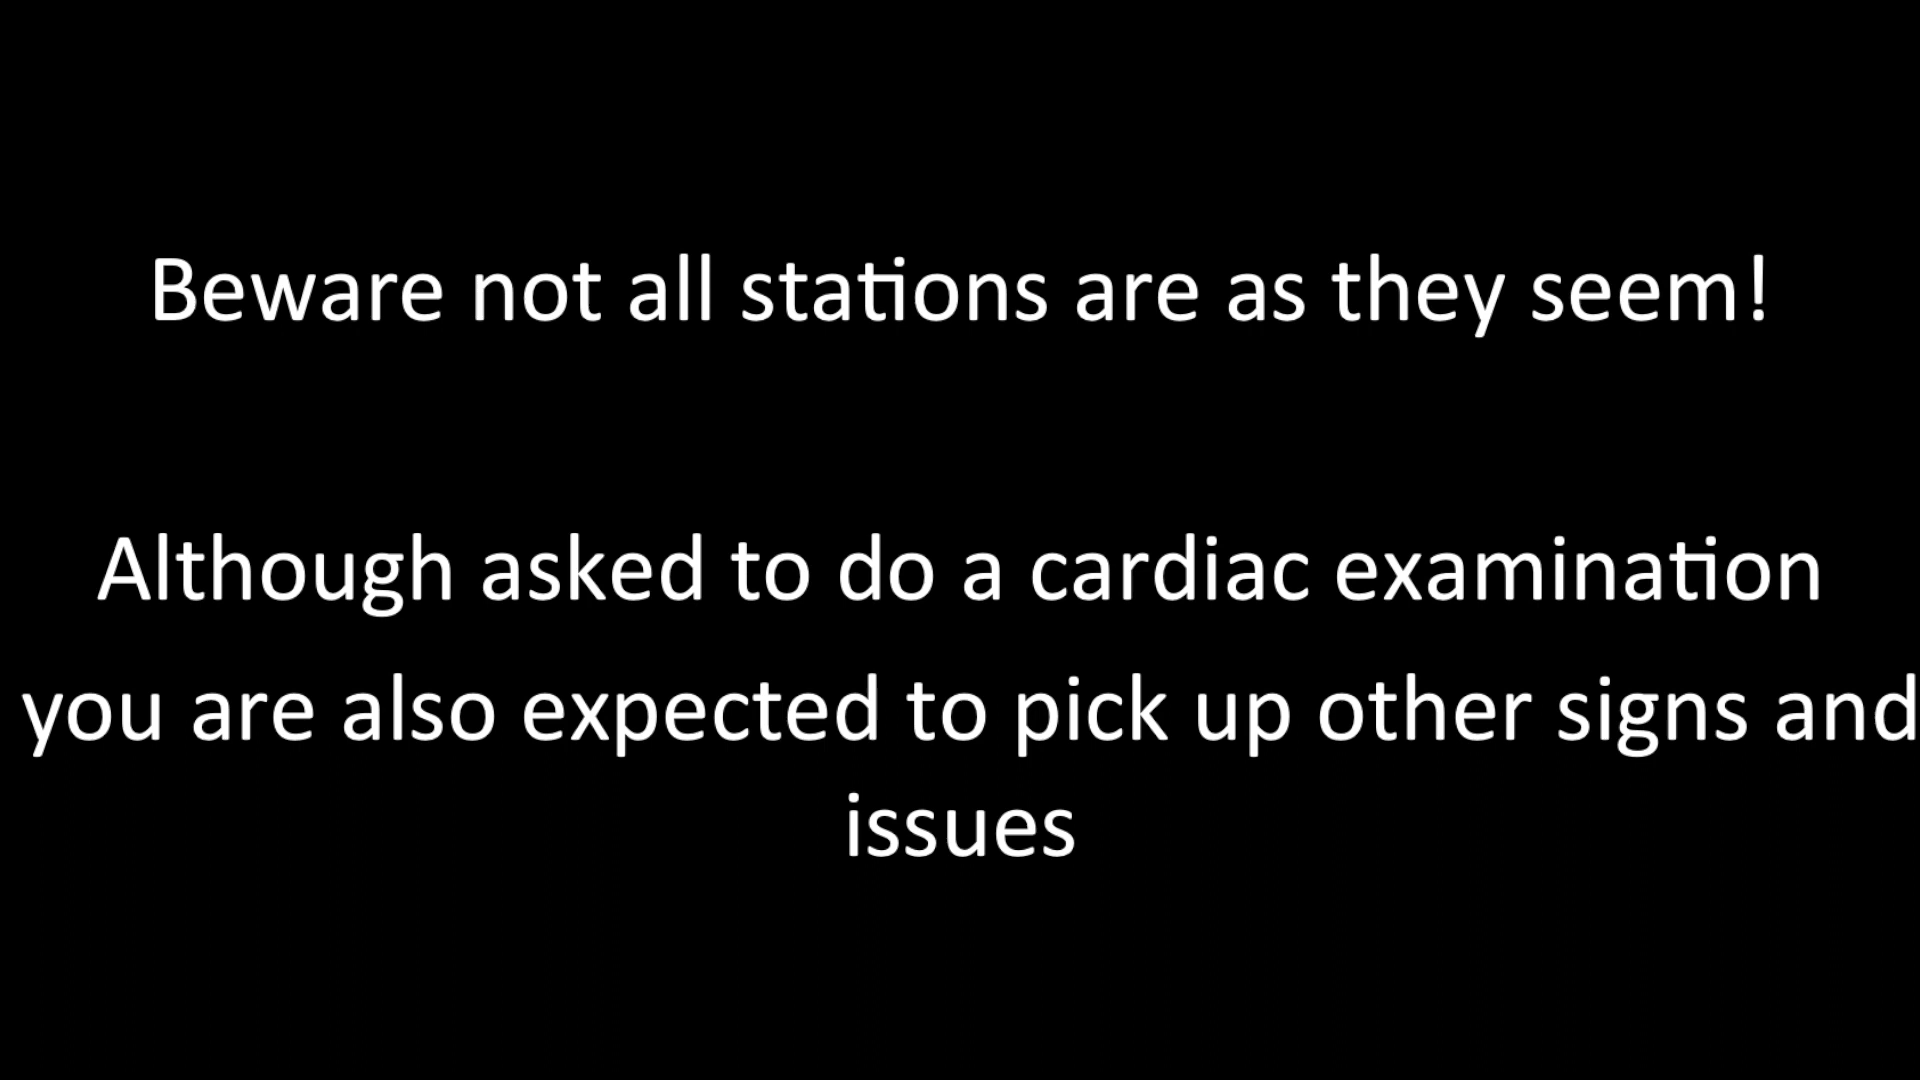 Beware not all stations are as they seem!
Although asked to do a cardiac examination
you are also expected to pick up other signs and
issues